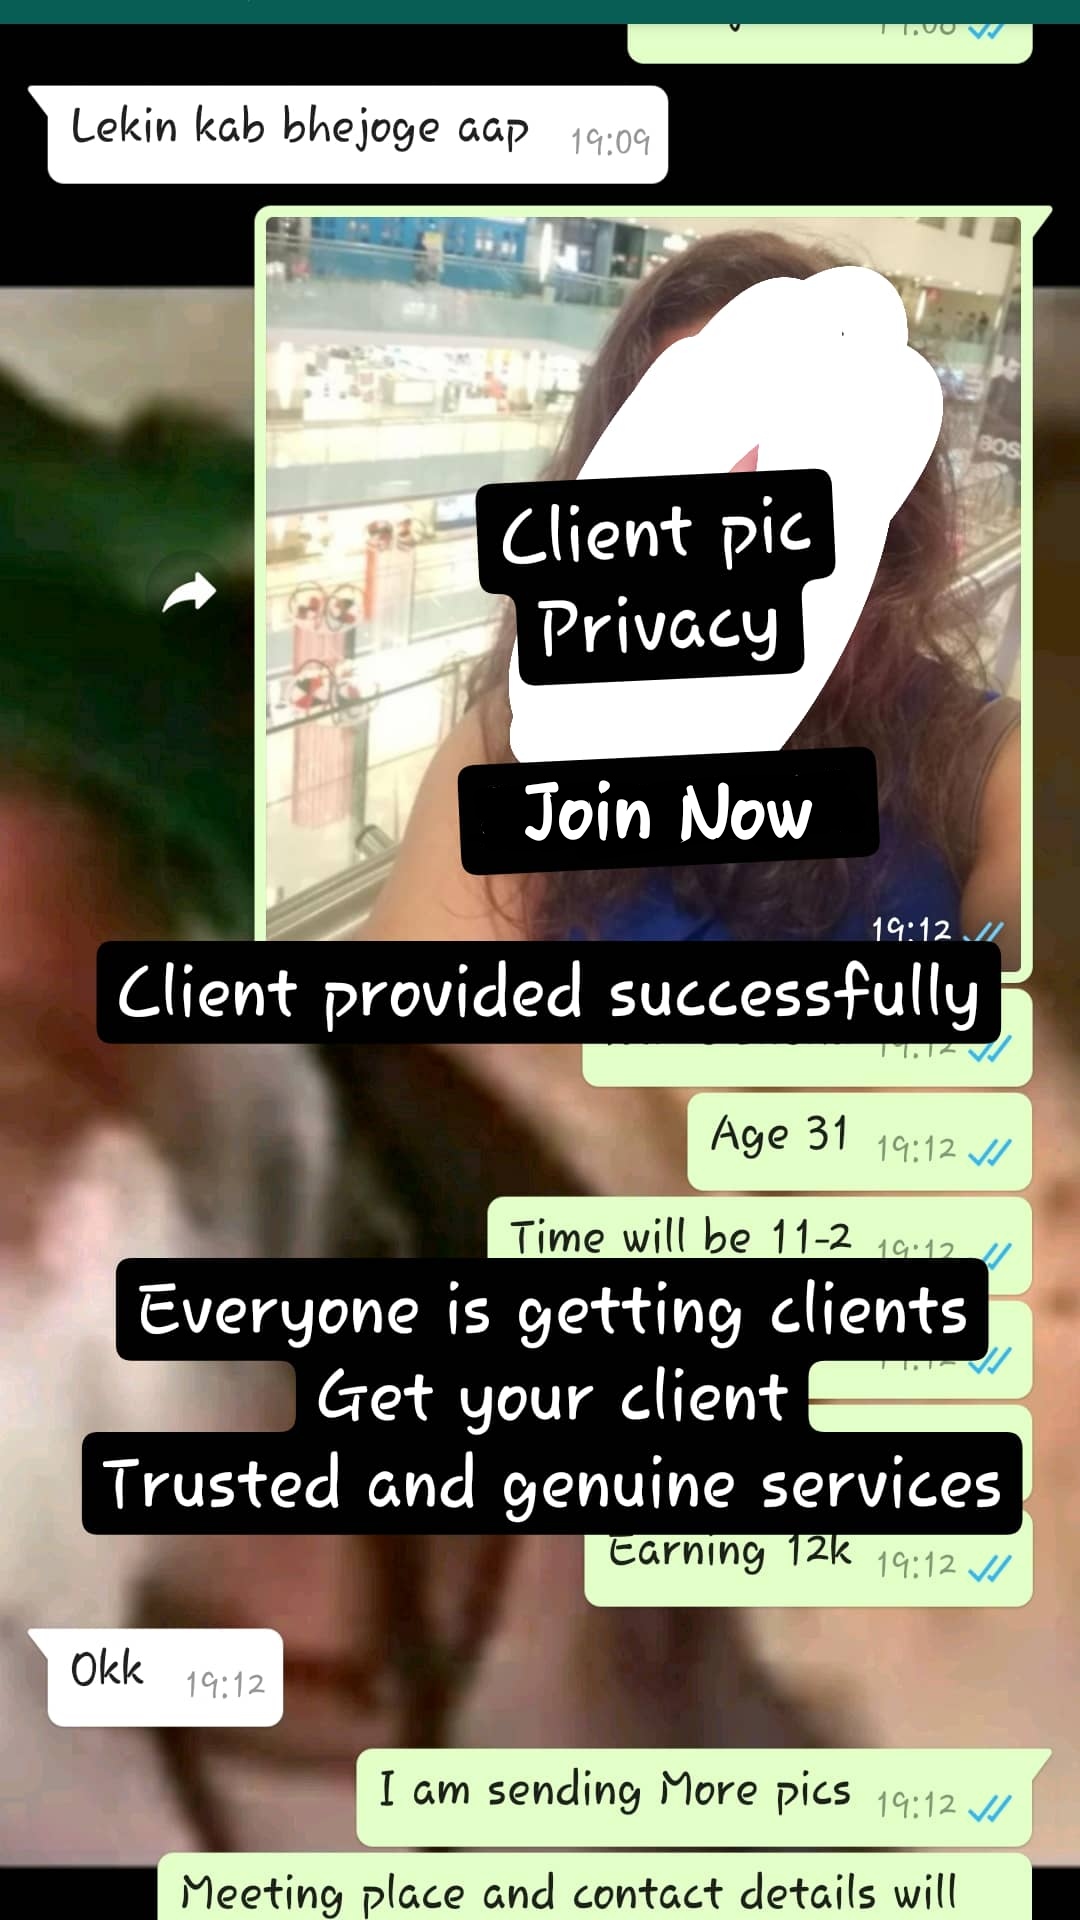 Lekin kab bhejoge aap 19:09
BOS
Client pic
Privacy
Join Now
19:12
Client provided successfully
19:12
Age 31 19:12
Time will be 11-2 19:12
Everyone is getting clients
Get your client
Trusted and genuine services
Earning 12k 19:12
Okk 19:12
I am sending More pics 19:12
Meeting place and contact details will